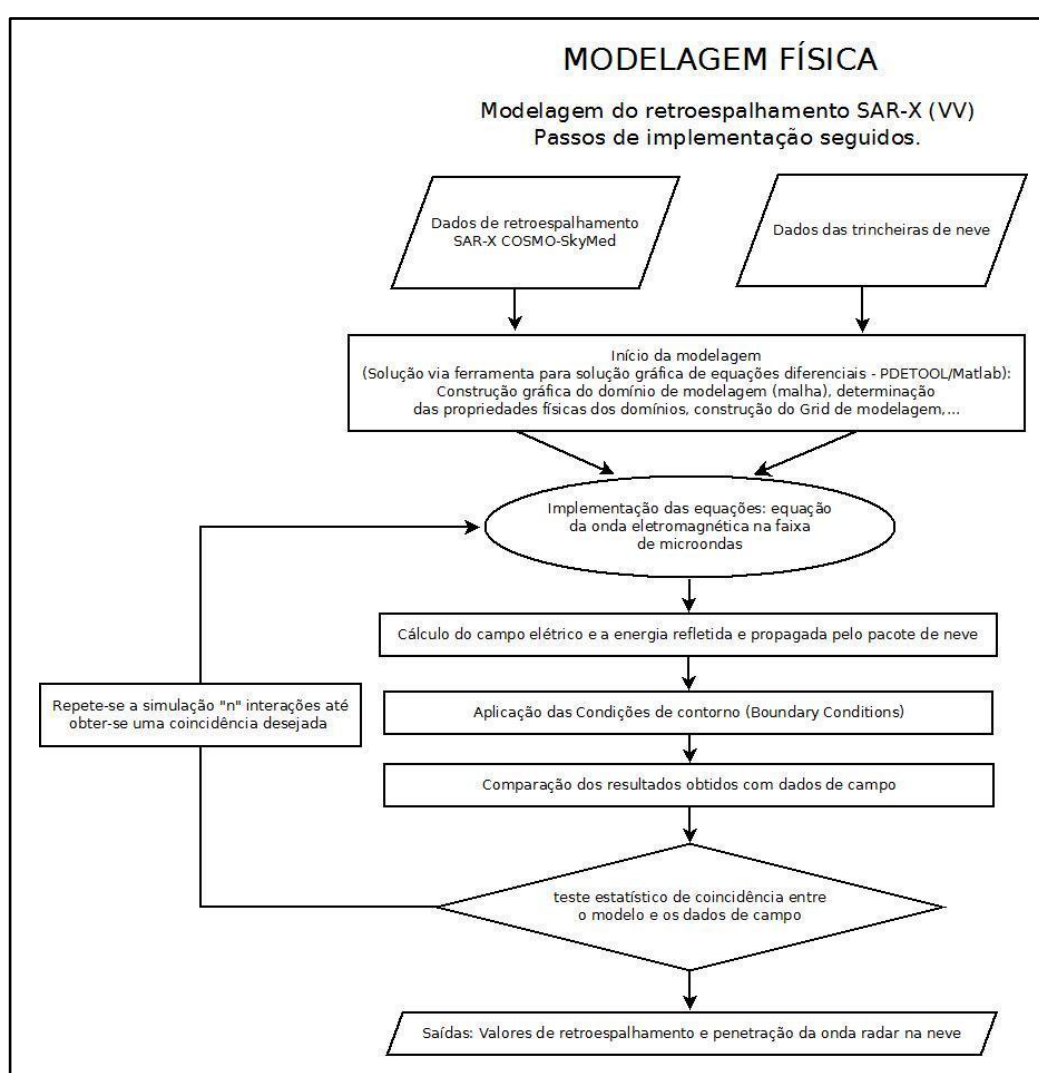 MODELAGEM FÍSICA
Modelagem do retroespalhamento SAR-X (VV)
Passos de implementação seguidos.
Dados de retroespalhamento
SAR-X COSMO-SkyMed
Dados das trincheiras de neve
Início da modelagem
(Solução via ferramenta para solução gráfica de equações diferenciais - PDETOOL/Matlab):
Construção gráfica do domínio de modelagem (malha), determinação
das propriedades físicas dos domínios, construção do Grid de modelagem,...
Implementação das equações: equação
da onda eletromagnética na faixa
de microondas
Cálculo do campo elétrico e a energia refletida e propagada pelo pacote de neve
Repete-se a simulação "n" interações até
obter-se uma coincidência desejada
Aplicação das Condições de contorno (Boundary Conditions)
Comparação dos resultados obtidos com dados de campo
teste estatístico de coincidência entre
o modelo e os dados de campo
Saídas: Valores de retroespalhamento e penetração da onda radar na neve